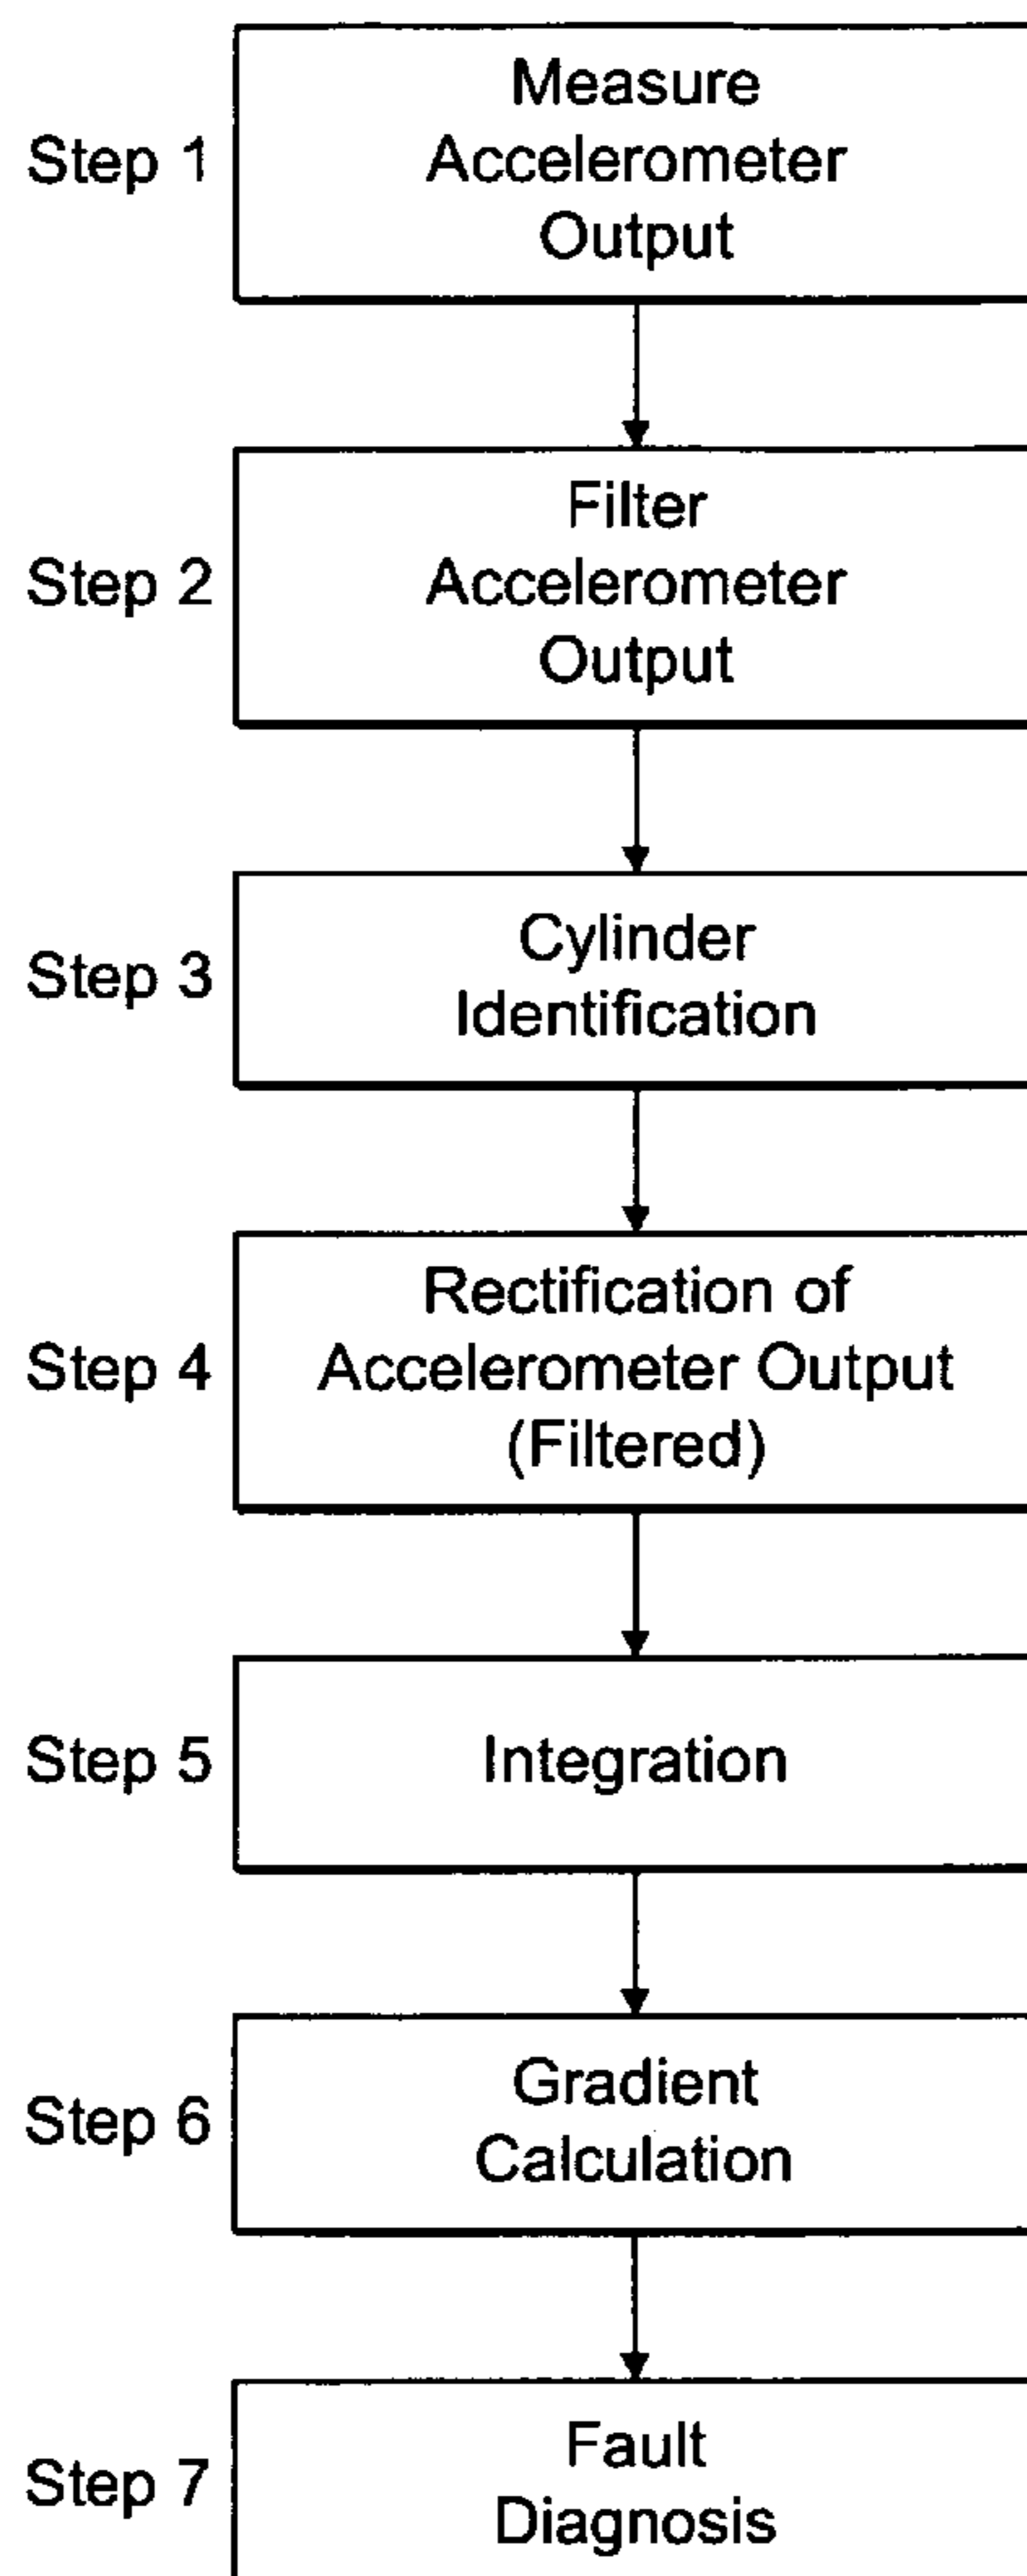 Step 1
Measure
Accelerometer
Output
Step 2
Filter
Accelerometer
Output
Step 3
Cylinder
Identification
Step 4
Rectification of
Accelerometer Output
(Filtered)
Step 5
Integration
Step 6
Gradient
Calculation
Step 7
Fault
Diagnosis